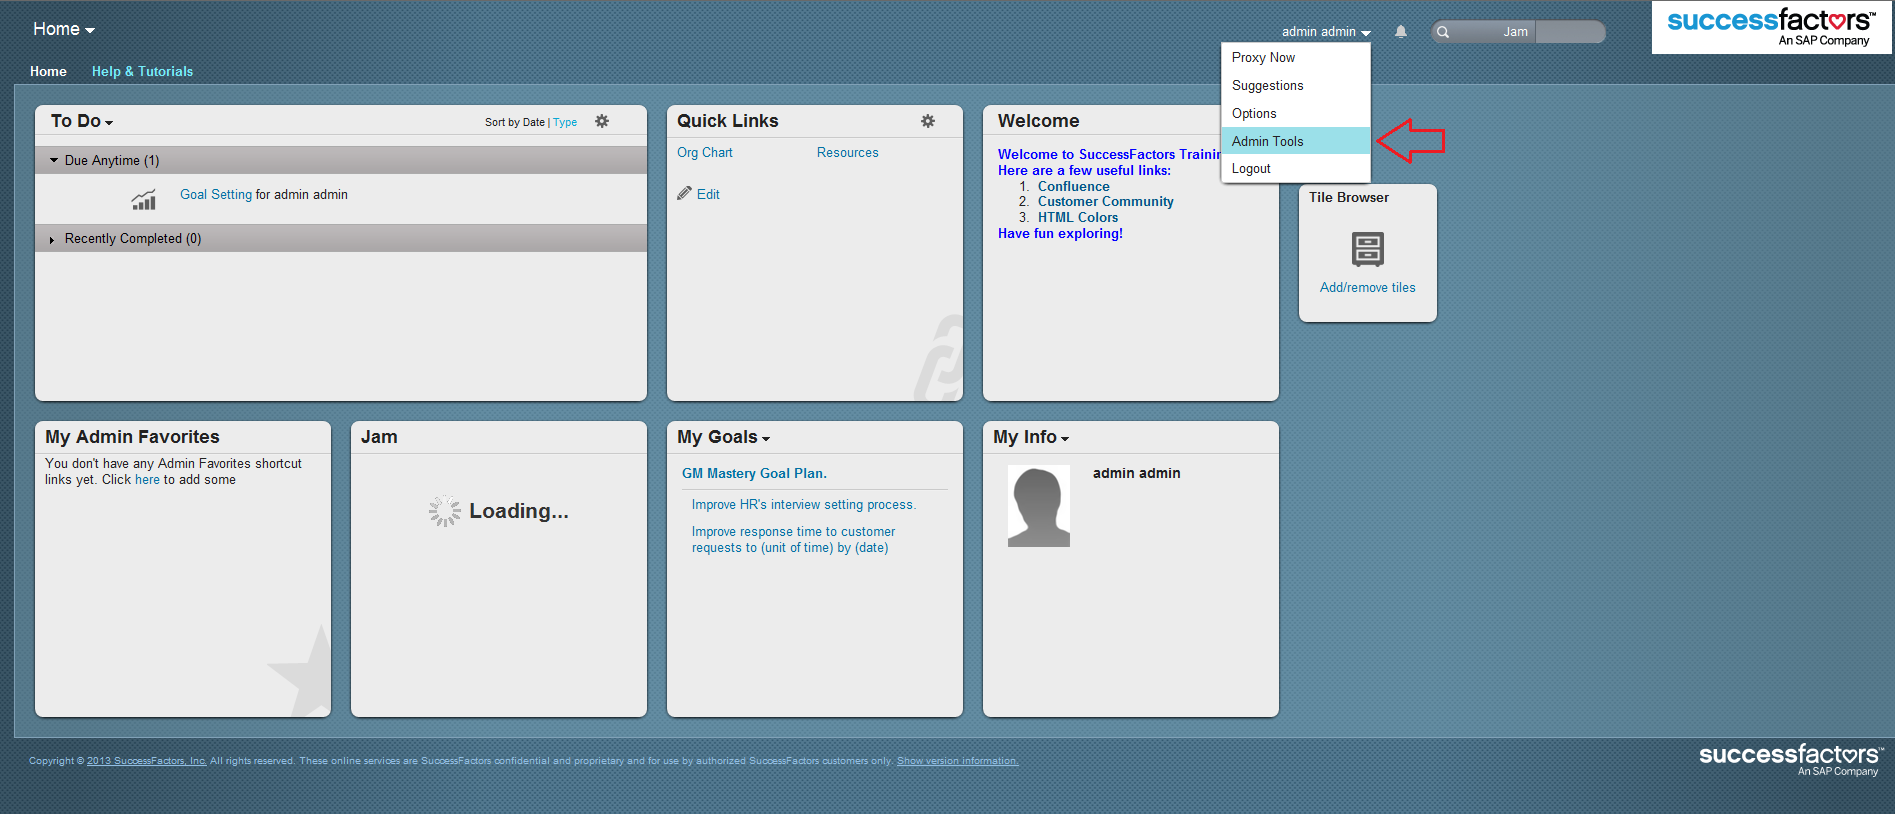 Home
admin admin
Jam
successfactors™
An SAP Company
Home
Help & Tutorials
Proxy Now
Suggestions
Options
Admin Tools
Logout
To Do
Sort by Date | Type
Due Anytime (1)
Goal Setting for admin admin
Recently Completed (0)
Quick Links
Org Chart
Resources
Edit
Welcome
Welcome to SuccessFactors
Here are a few useful links:
1. Confluence
2. Customer Community
3. HTML Colors
Have fun exploring!
Tile Browser
Add/remove tiles
My Admin Favorites
You don't have any Admin Favorites shortcut
links yet. Click here to add some
Jam
Loading...
My Goals
GM Mastery Goal Plan.
Improve HR's interview setting process.
Improve response time to customer
requests to (unit of time) by (date)
My Info
admin admin
Copyright © 2013 SuccessFactors, Inc. All rights reserved. These online services are SuccessFactors confidential and proprietary and for use by authorized SuccessFactors customers only. Show version information.
successfactors™
An SAP Company